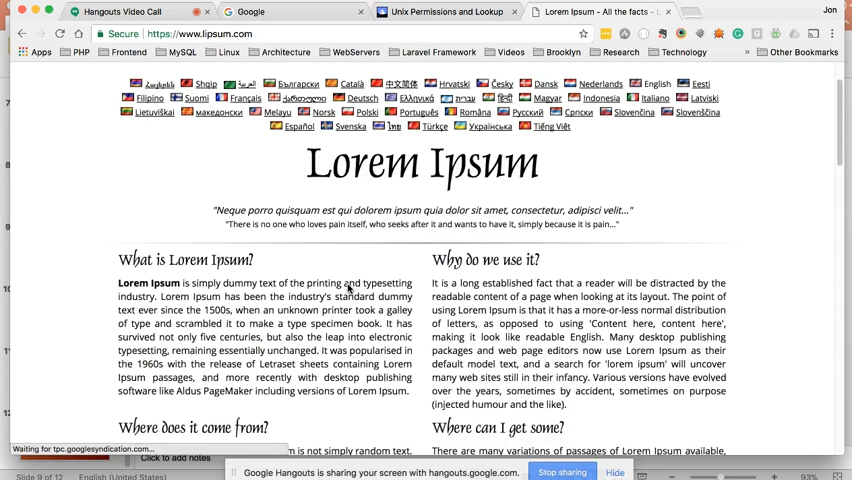 Hangouts Video Call
Google
Unix Permissions and Lookup
Lorem Ipsum - All the facts - L
Jon
Secure | https://www.lipsum.com
Apps PHP Frontend MySQL Linux Architecture WebServers Laravel Framework Videos Brooklyn Research Technology » Other Bookmarks
Հայերեն Shqip العربية Български Català 中文简体 Hrvatski Česky Dansk Nederlands English Eesti
Filipino Suomi Français ქართული Deutsch Ελληνικά עברית हिन्दी Magyar Indonesia Italiano Latviski
Lietuviškai македонски Melayu Norsk Polski Português Româna Русский Српски Slovenčina Slovenščina
Español Svenska ไทย Türkçe Українська Tiếng Việt
Lorem Ipsum
"Neque porro quisquam est qui dolorem ipsum quia dolor sit amet, consectetur, adipisci velit..."
"There is no one who loves pain itself, who seeks after it and wants to have it, simply because it is pain..."
What is Lorem Ipsum?
Lorem Ipsum is simply dummy text of the printing and typesetting
industry. Lorem Ipsum has been the industry's standard dummy
text ever since the 1500s, when an unknown printer took a galley
of type and scrambled it to make a type specimen book. It has
survived not only five centuries, but also the leap into electronic
typesetting, remaining essentially unchanged. It was popularised in
the 1960s with the release of Letraset sheets containing Lorem
Ipsum passages, and more recently with desktop publishing
software like Aldus PageMaker including versions of Lorem Ipsum.
Why do we use it?
It is a long established fact that a reader will be distracted by the
readable content of a page when looking at its layout. The point of
using Lorem Ipsum is that it has a more-or-less normal distribution
of letters, as opposed to using 'Content here, content here',
making it look like readable English. Many desktop publishing
packages and web page editors now use Lorem Ipsum as their
default model text, and a search for 'lorem ipsum' will uncover
many web sites still in their infancy. Various versions have evolved
over the years, sometimes by accident, sometimes on purpose
(injected humour and the like).
Where does it come from?
m is not simply random text.
Where can I get some?
There are many variations of passages of Lorem Ipsum available,
Waiting for tpc.googlesyndication.com...
Click to add notes
Google Hangouts is sharing your screen with hangouts.google.com.
Stop sharing
Hide
Slide 9 of 12
English (United States)
93%